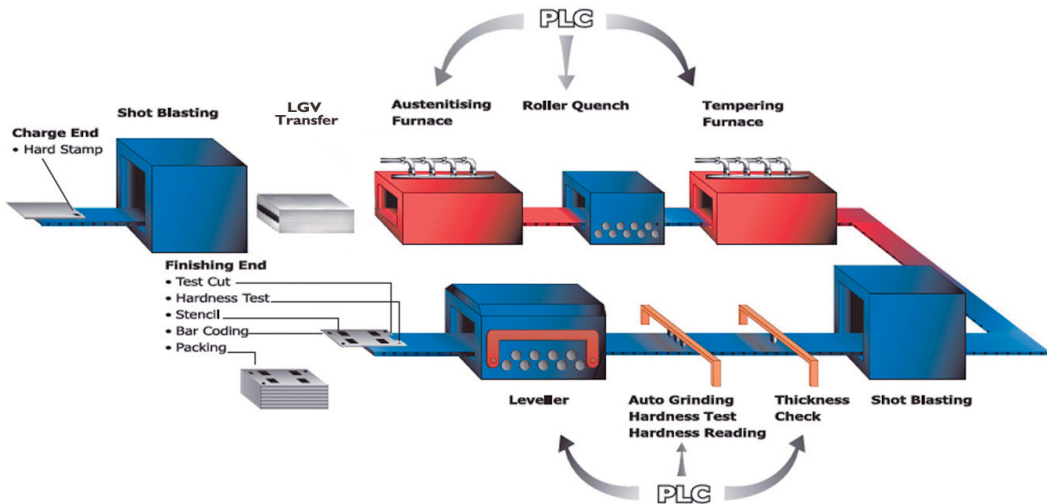 PLC
Austenitising
Furnace
Roller Quench
Tempering
Furnace
Shot Blasting
LGV
Transfer
Charge End
• Hard Stamp
Finishing End
• Test Cut
• Hardness Test
• Stencil
• Bar Coding
• Packing
Leveller
Auto Grinding
Hardness Test
Hardness Reading
Thickness
Check
Shot Blasting
PLC